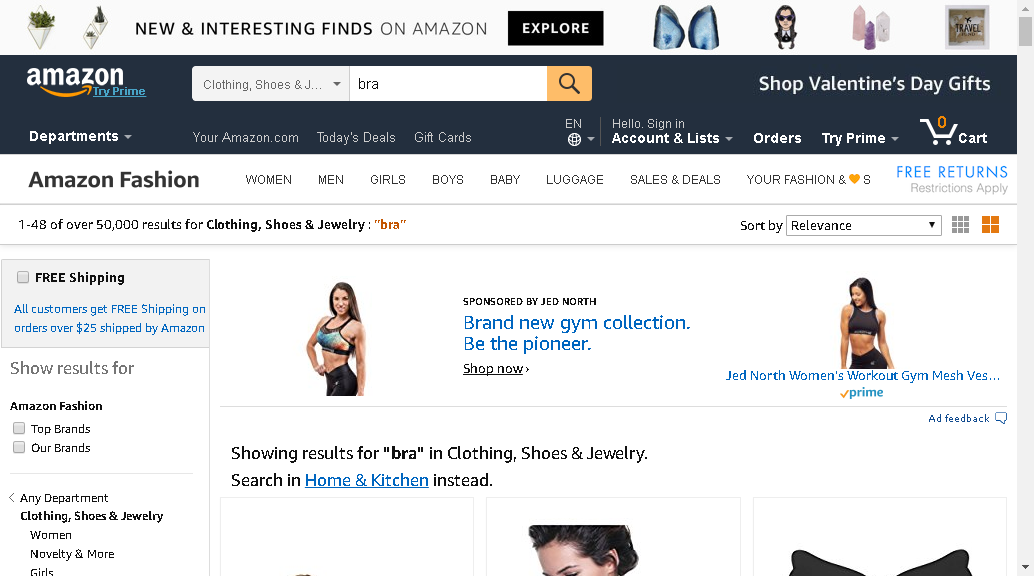 NEW & INTERESTING FINDS ON AMAZON
EXPLORE
TRAVEL
amazon
Try Prime
Clothing, Shoes & J...
bra
Shop Valentine's Day Gifts
Departments
Your Amazon.com
Today's Deals
Gift Cards
EN
Hello. Sign in
Account & Lists
Orders
Try Prime
0
Cart
Amazon Fashion
WOMEN
MEN
GIRLS
BOYS
BABY
LUGGAGE
SALES & DEALS
YOUR FASHION & 🧡 S
FREE RETURNS
Restrictions Apply
1-48 of over 50,000 results for Clothing, Shoes & Jewelry : "bra"
Sort by Relevance
FREE Shipping
All customers get FREE Shipping on
orders over $25 shipped by Amazon
Show results for
Amazon Fashion
Top Brands
Our Brands
Any Department
Clothing, Shoes & Jewelry
Women
Novelty & More
Girls
SPONSORED BY JED NORTH
Brand new gym collection.
Be the pioneer.
Shop now ›
Jed North Women's Workout Gym Mesh Ves...
prime
Ad feedback
Showing results for "bra" in Clothing, Shoes & Jewelry.
Search in Home & Kitchen instead.